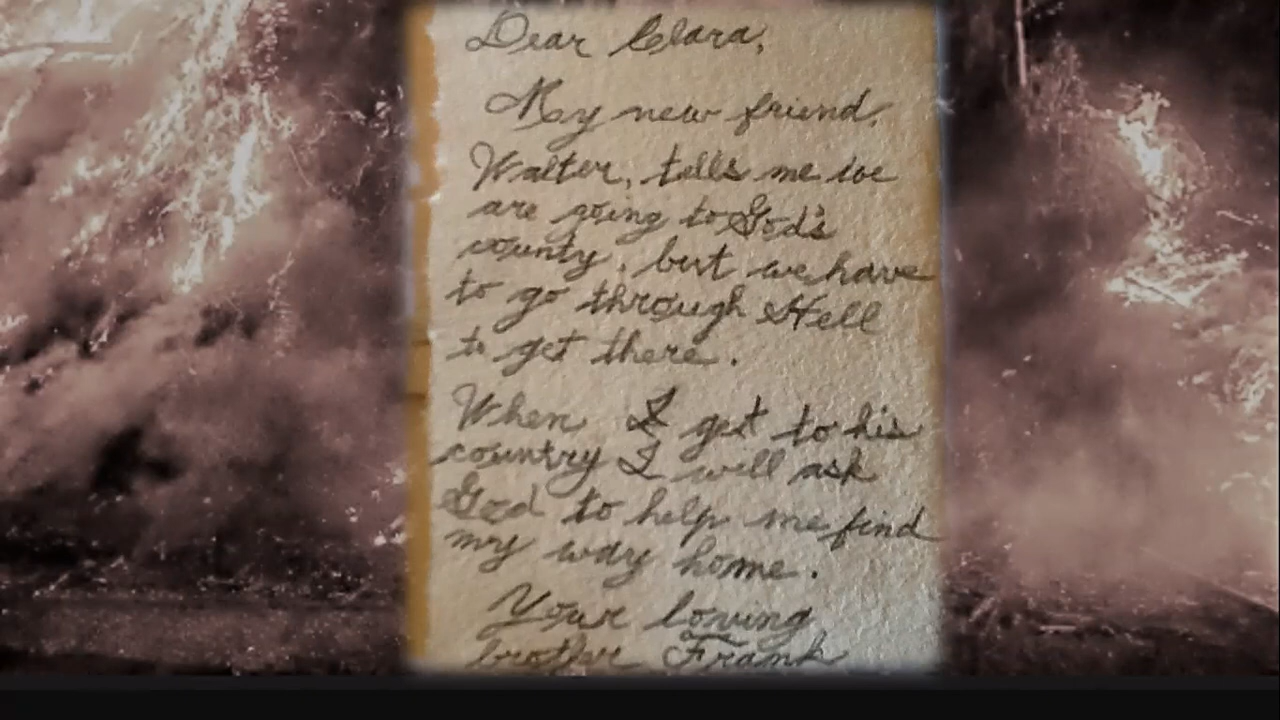 Dear Clara,
My new friend,
Walter, tells me we
are going to God's
county, but we have
to go through Hell
to get there.
When I get to his
country I will ask
God to help me find
my way home.
Your loving
brother Frank